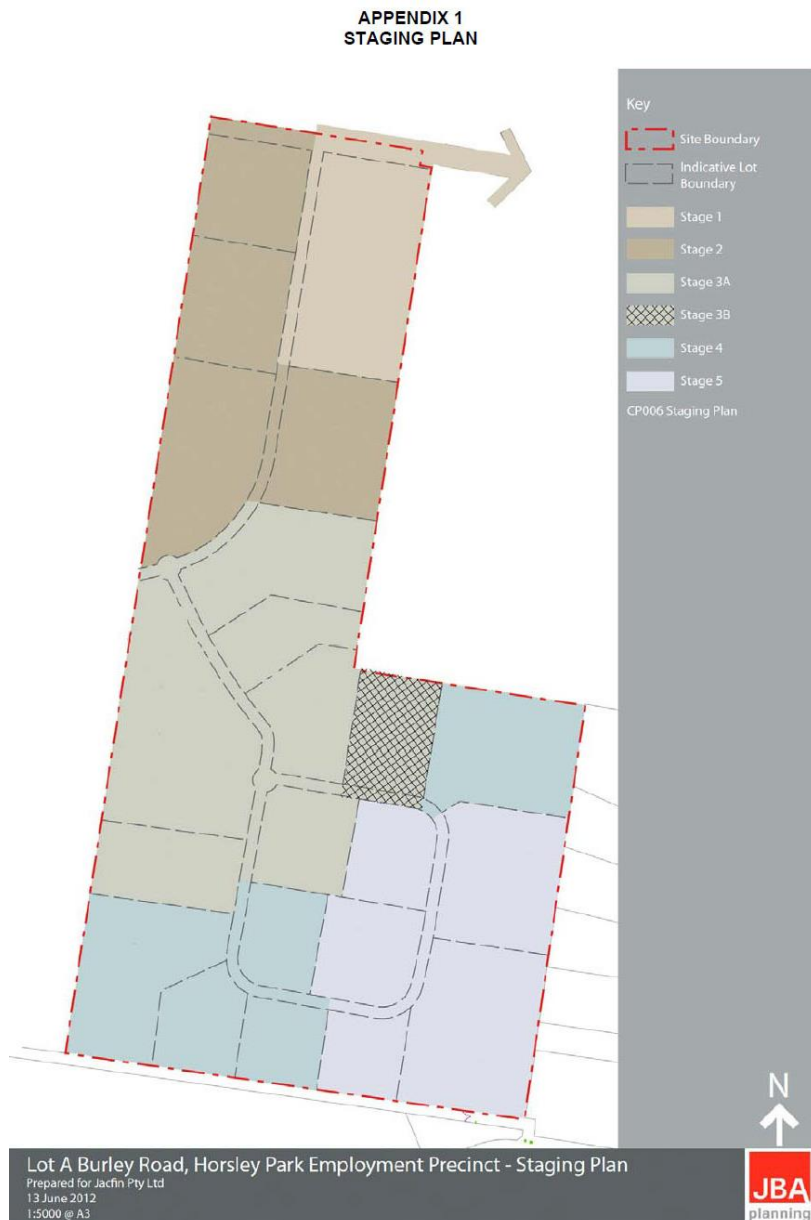 APPENDIX 1
STAGING PLAN
Key
Site Boundary
Indicative Lot
Boundary
Stage 1
Stage 2
Stage 3A
Stage 3B
Stage 4
Stage 5
CP006 Staging Plan
N
Lot A Burley Road, Horsley Park Employment Precinct - Staging Plan
Prepared for Jacfin Pty Ltd
13 June 2012
1:5000 @ A3
JBA
planning